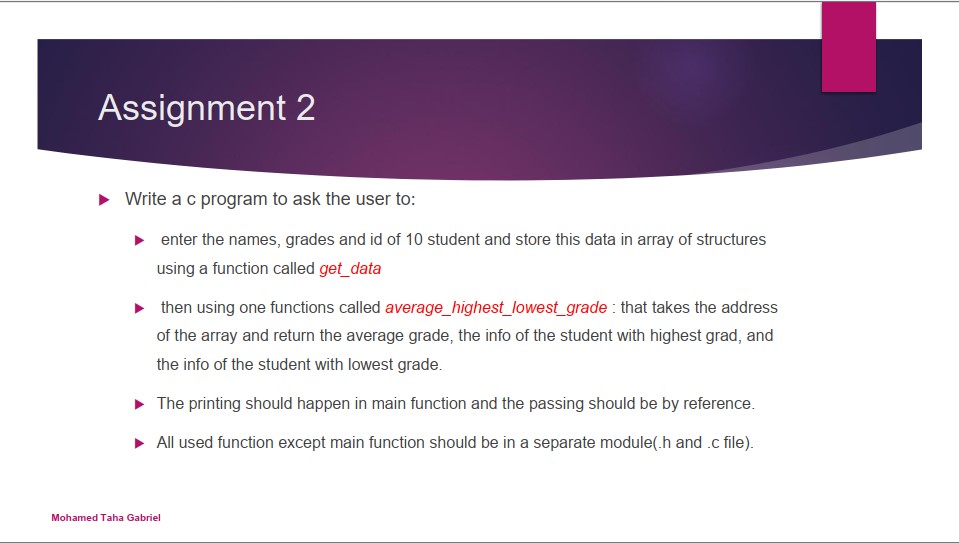 Assignment 2
Write a c program to ask the user to:
enter the names, grades and id of 10 student and store this data in array of structures
using a function called get_data
then using one functions called average_highest_lowest_grade : that takes the address
of the array and return the average grade, the info of the student with highest grad, and
the info of the student with lowest grade.
The printing should happen in main function and the passing should be by reference.
All used function except main function should be in a separate module(.h and .c file).
Mohamed Taha Gabriel